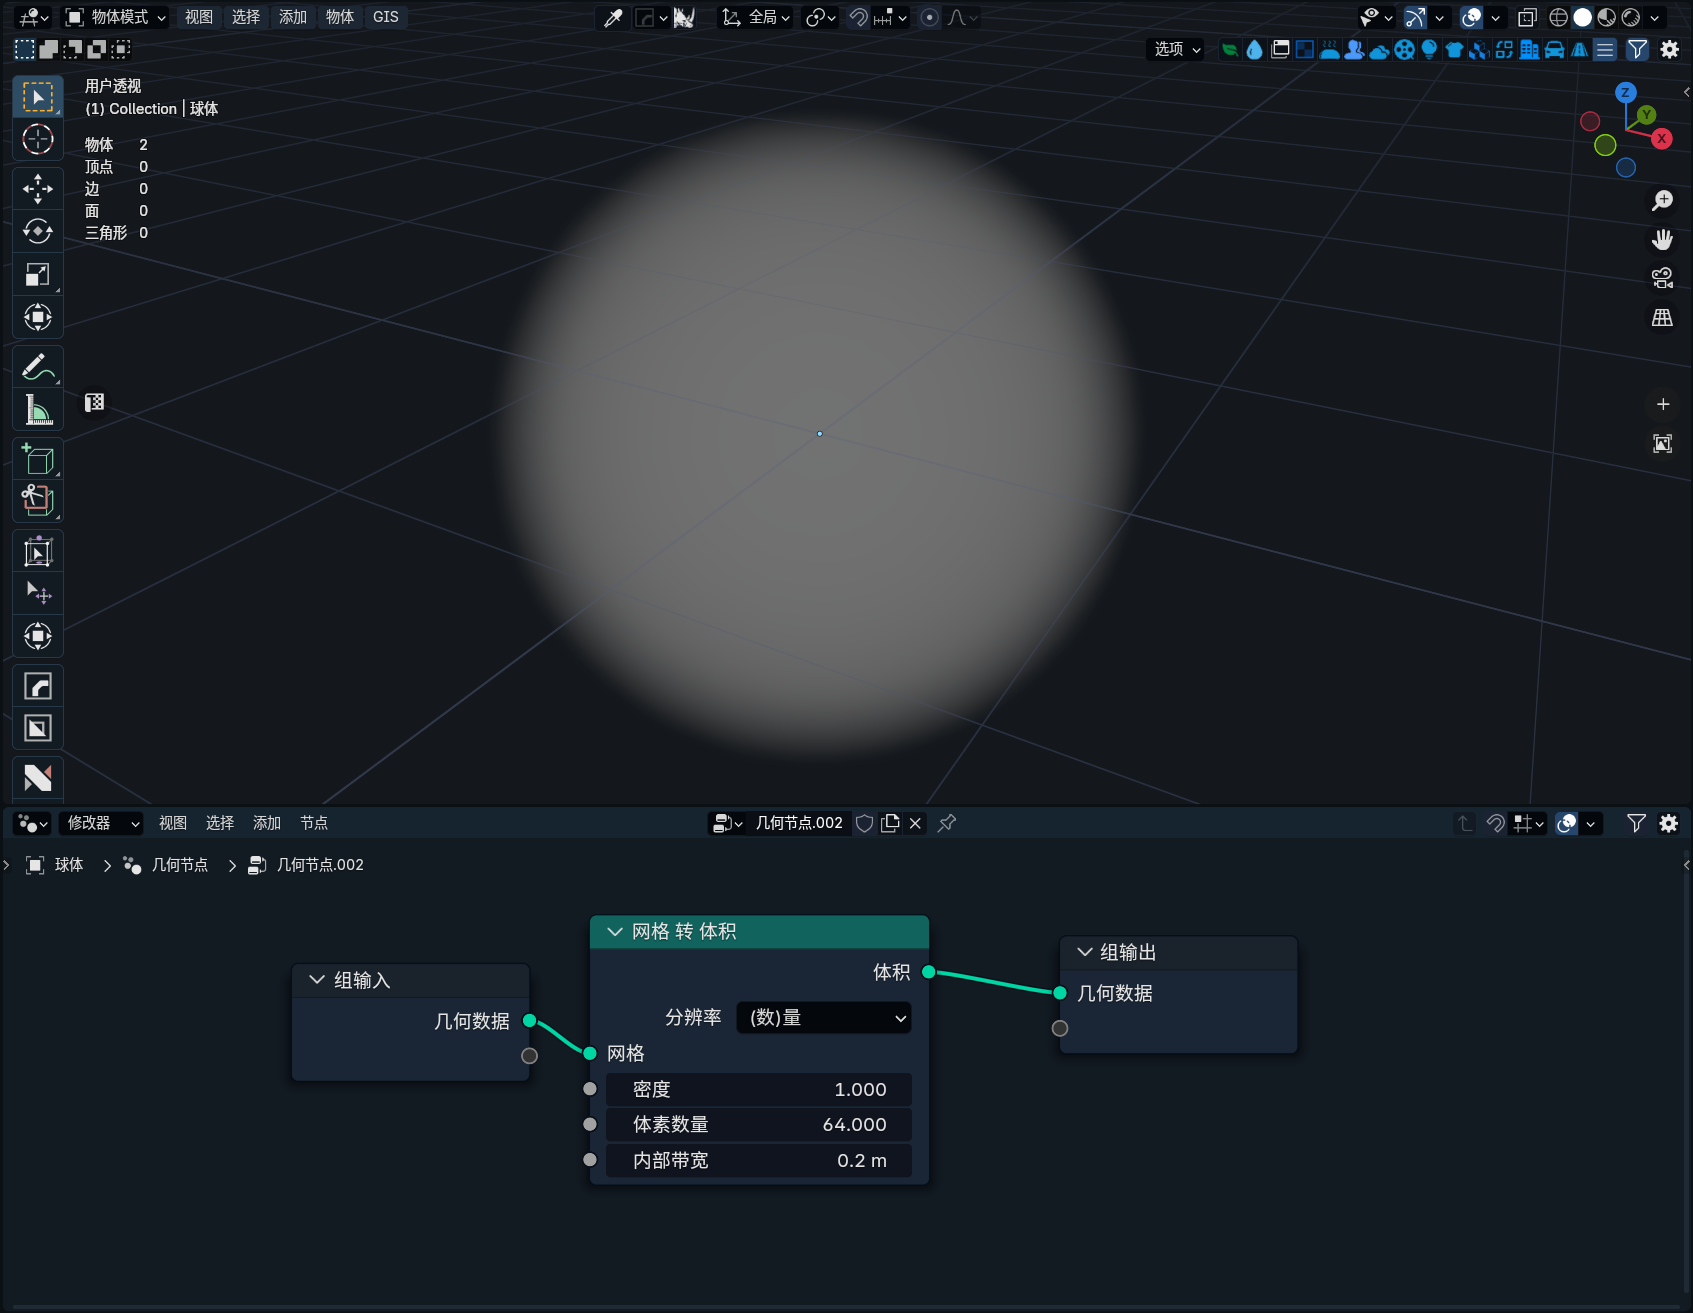 物体模式 视图 选择 添加 物体 GIS 全局
选项
用户透视
(1) Collection | 球体
物体 2
顶点 0
边 0
面 0
三角形 0
Z
Y
X
修改器 视图 选择 添加 节点 几何节点.002
球体 几何节点 几何节点.002
网格 转 体积
体积
分辨率 (数)量
网格
密度 1.000
体素数量 64.000
内部带宽 0.2 m
组输入
几何数据
组输出
几何数据